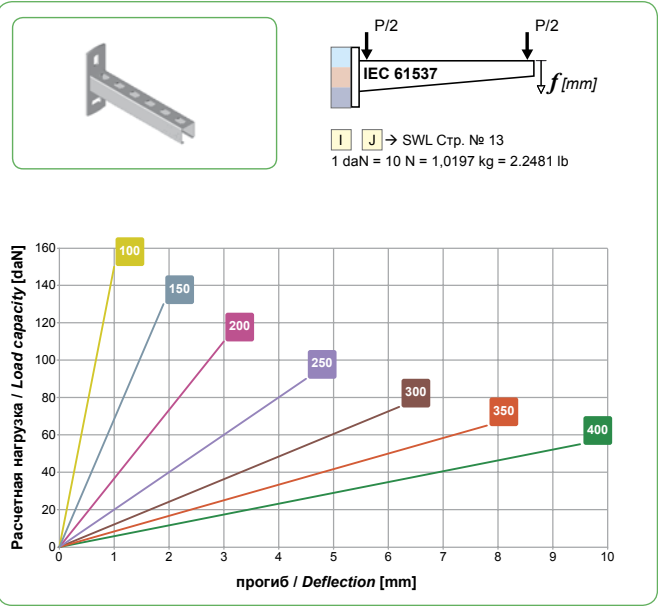 P/2 P/2
IEC 61537
f [mm]
I J → SWL Стр. № 13
1 daN = 10 N = 1,0197 kg = 2.2481 lb
Расчетная нагрузка / Load capacity [daN]
160
140
120
100
80
60
40
20
0
100
150
200
250
300
350
400
0 1 2 3 4 5 6 7 8 9 10
прогиб / Deflection [mm]